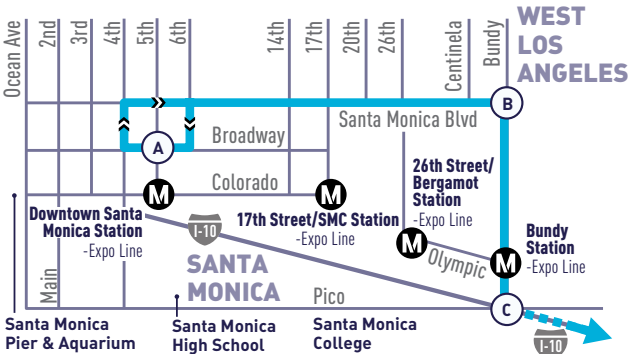 Ocean Ave
2nd
3rd
4th
5th
6th
14th
17th
20th
26th
Centinela
Bundy
WEST
LOS
ANGELES
B
Santa Monica Blvd
A
Broadway
Colorado
M
M
Downtown Santa
Monica Station
-Expo Line
I-10
17th Street/SMC Station
-Expo Line
26th Street/
Bergamot
Station
-Expo Line
M
Olympic
M
Bundy
Station
-Expo Line
SANTA
MONICA
Main
Pico
C
I-10
Santa Monica
Pier & Aquarium
Santa Monica
High School
Santa Monica
College